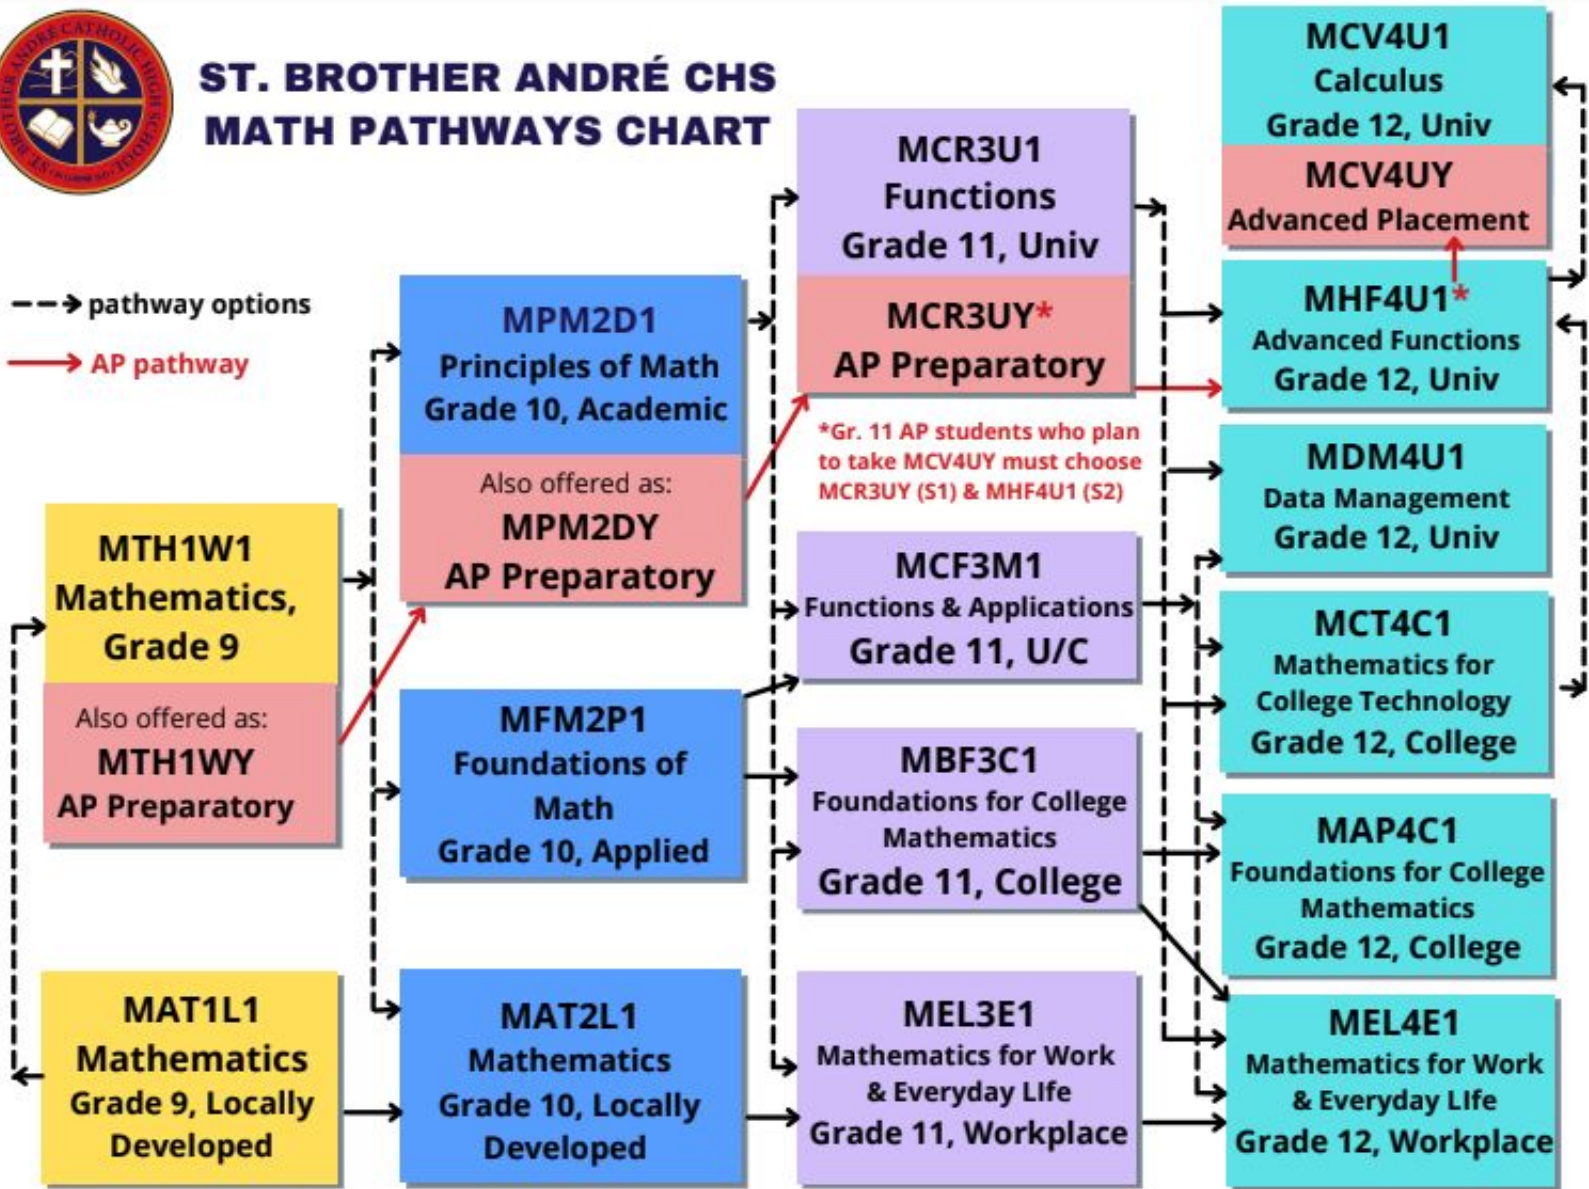 ST. BROTHER ANDRÉ CATHOLIC HIGH SCHOOL
ST. BROTHER ANDRÉ CHS
MATH PATHWAYS CHART
pathway options
AP pathway
MTH1W1
Mathematics,
Grade 9
Also offered as:
MTH1WY
AP Preparatory
MAT1L1
Mathematics
Grade 9, Locally
Developed
MPM2D1
Principles of Math
Grade 10, Academic
Also offered as:
MPM2DY
AP Preparatory
MFM2P1
Foundations of
Math
Grade 10, Applied
MAT2L1
Mathematics
Grade 10, Locally
Developed
MCR3U1
Functions
Grade 11, Univ
MCR3UY*
AP Preparatory
*Gr. 11 AP students who plan
to take MCV4UY must choose
MCR3UY (S1) & MHF4U1 (S2)
MCF3M1
Functions & Applications
Grade 11, U/C
MBF3C1
Foundations for College
Mathematics
Grade 11, College
MEL3E1
Mathematics for Work
& Everyday LIfe
Grade 11, Workplace
MCV4U1
Calculus
Grade 12, Univ
MCV4UY
Advanced Placement
MHF4U1*
Advanced Functions
Grade 12, Univ
MDM4U1
Data Management
Grade 12, Univ
MCT4C1
Mathematics for
College Technology
Grade 12, College
MAP4C1
Foundations for College
Mathematics
Grade 12, College
MEL4E1
Mathematics for Work
& Everyday LIfe
Grade 12, Workplace